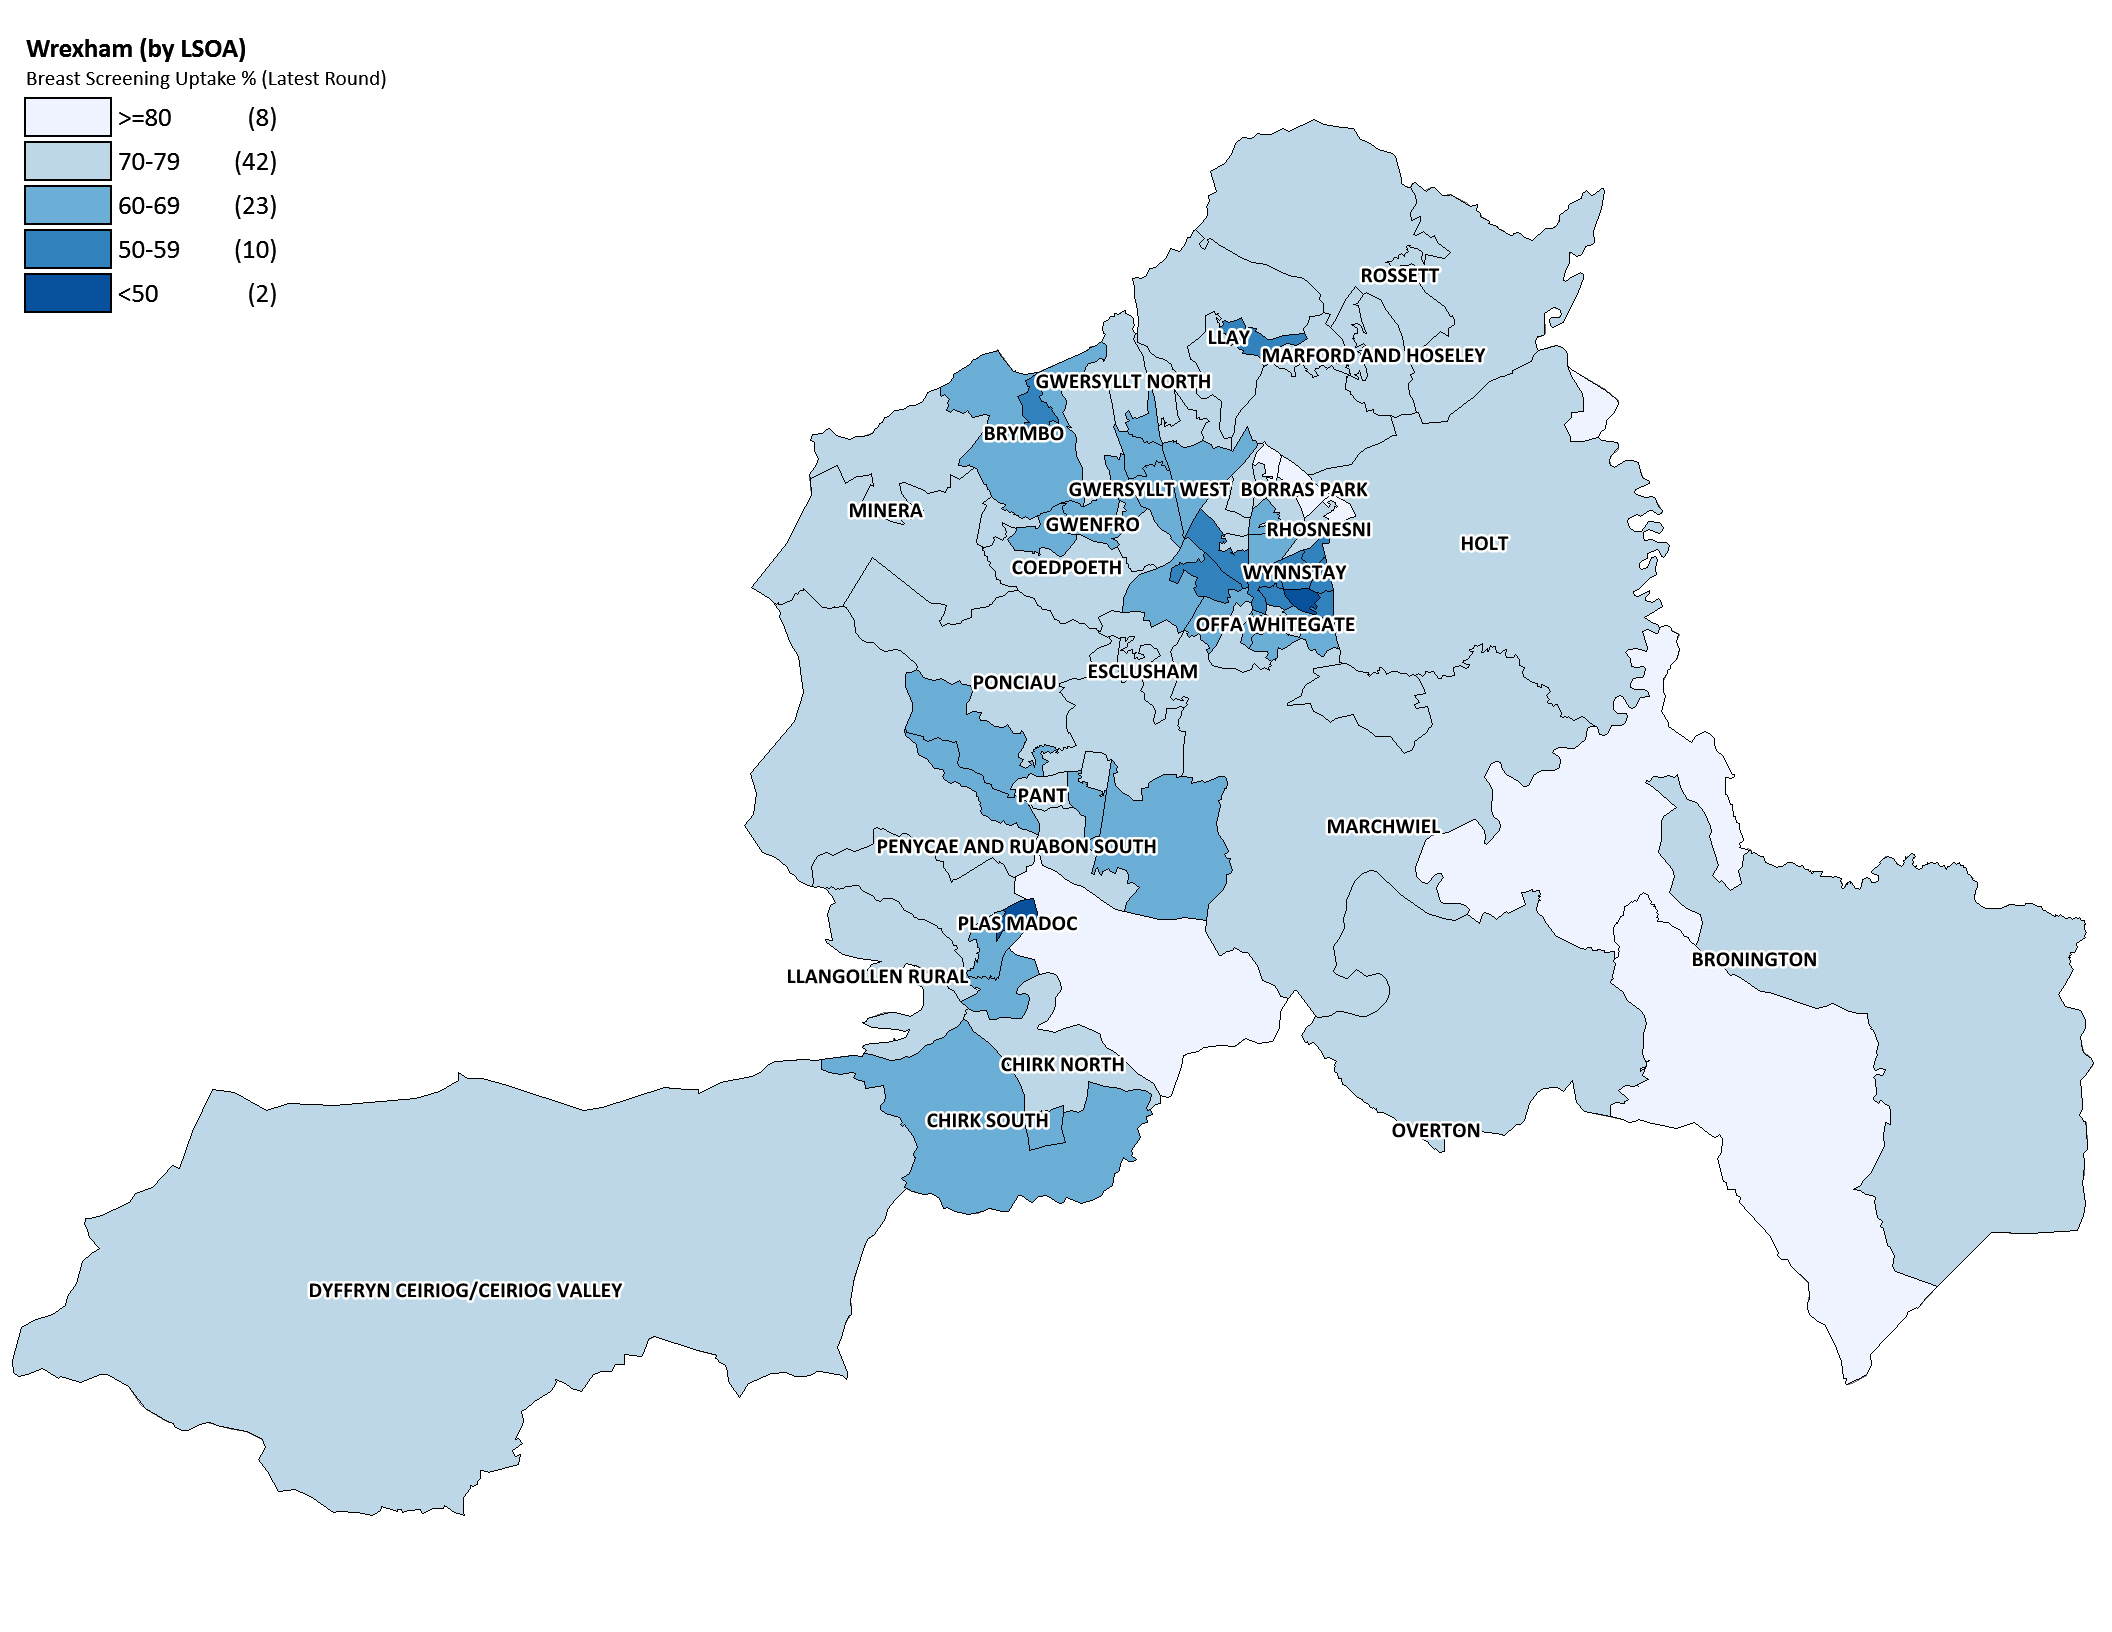 Wrexham (by LSOA)
Breast Screening Uptake % (Latest Round)
>=80 (8)
70-79 (42)
60-69 (23)
50-59 (10)
<50 (2)
ROSSETT
LLAY
MARFORD AND HOSELEY
GWERSYLLT NORTH
BRYMBO
GWERSYLLT WEST
BORRAS PARK
MINERA
GWENFRO
RHOSNESNI
HOLT
COEDPOETH
WYNNSTAY
OFFA WHITEGATE
ESCLUSHAM
PONCIAU
PANT
MARCHWIEL
PENYCAE AND RUABON SOUTH
PLAS MADOC
BRONINGTON
LLANGOLLEN RURAL
CHIRK NORTH
CHIRK SOUTH
OVERTON
DYFFRYN CEIRIOG/CEIRIOG VALLEY